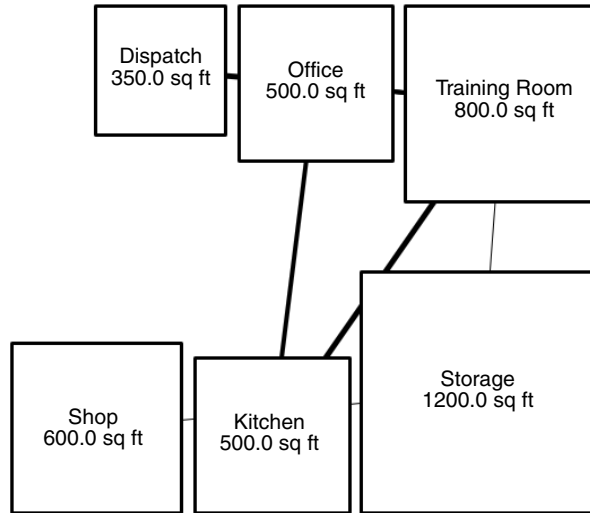 Dispatch
350.0 sq ft
Office
500.0 sq ft
Training Room
800.0 sq ft
Shop
600.0 sq ft
Kitchen
500.0 sq ft
Storage
1200.0 sq ft